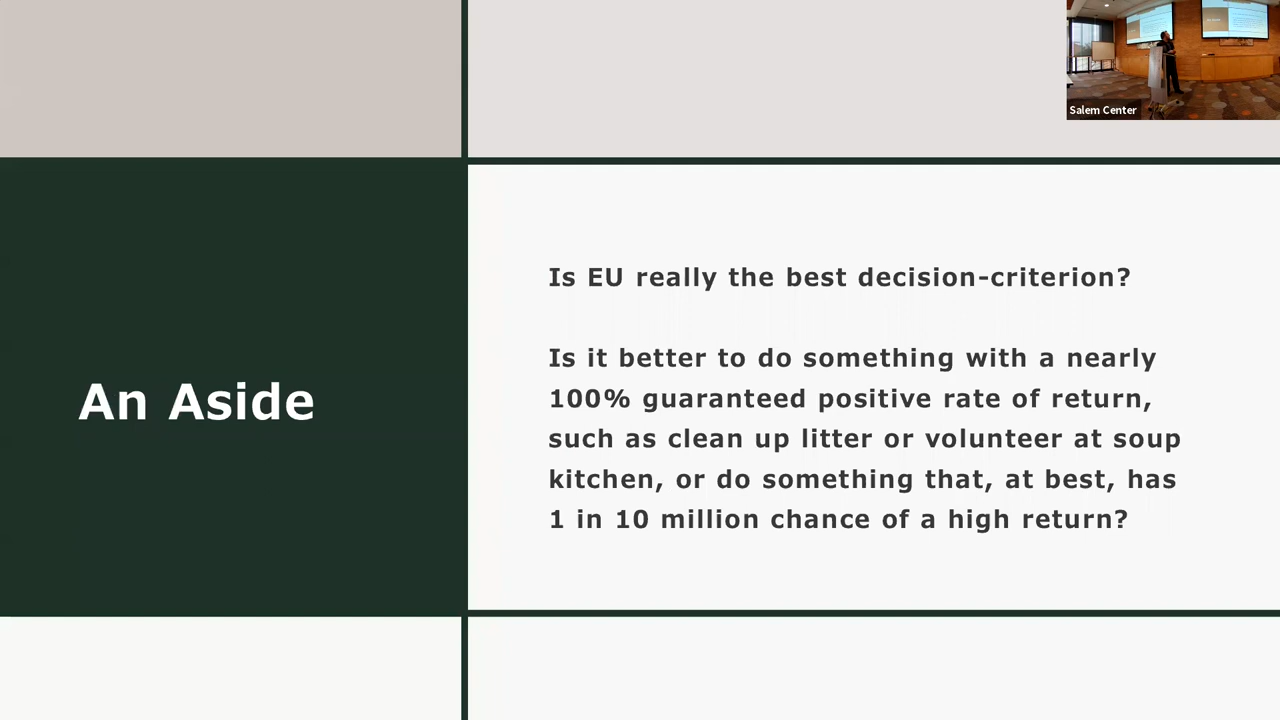 Salem Center
An Aside
Is EU really the best decision-criterion?
Is it better to do something with a nearly
100% guaranteed positive rate of return,
such as clean up litter or volunteer at soup
kitchen, or do something that, at best, has
1 in 10 million chance of a high return?